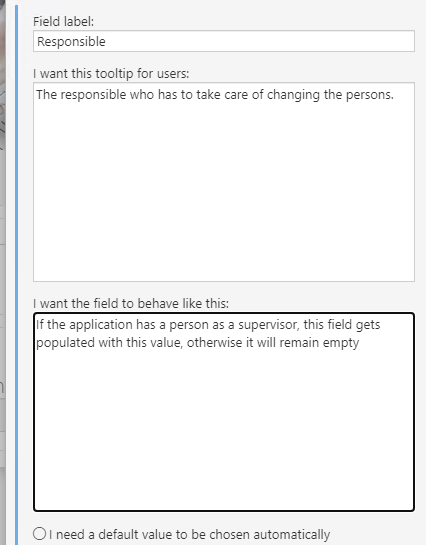 Field label:
Responsible
I want this tooltip for users:
The responsible who has to take care of changing the persons.
I want the field to behave like this:
If the application has a person as a supervisor, this field gets
populated with this value, otherwise it will remain empty
I need a default value to be chosen automatically